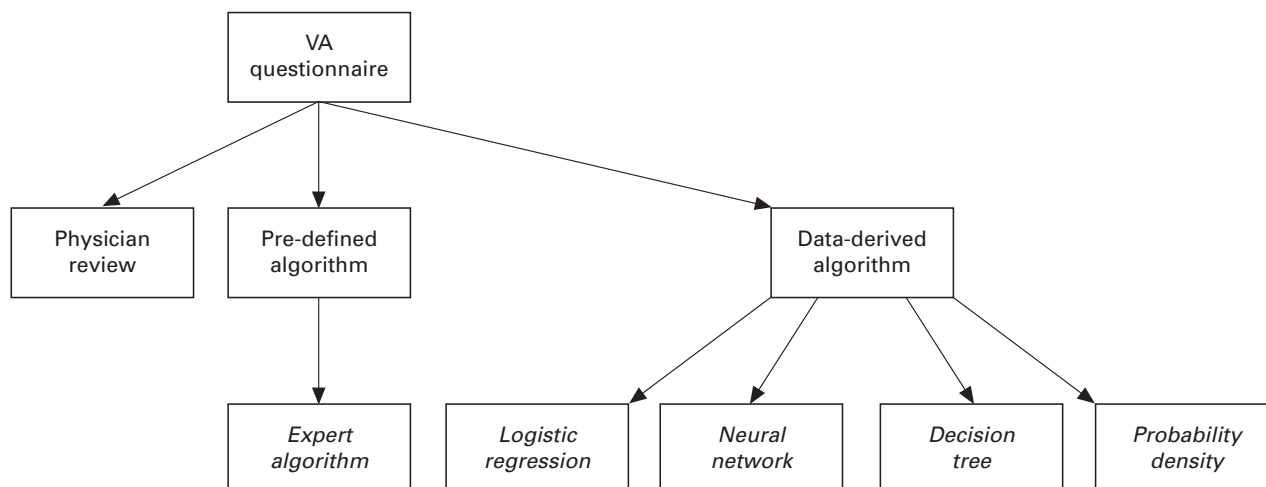 VA
questionnaire
Physician
review
Pre-defined
algorithm
Data-derived
algorithm
Expert
algorithm
Logistic
regression
Neural
network
Decision
tree
Probability
density